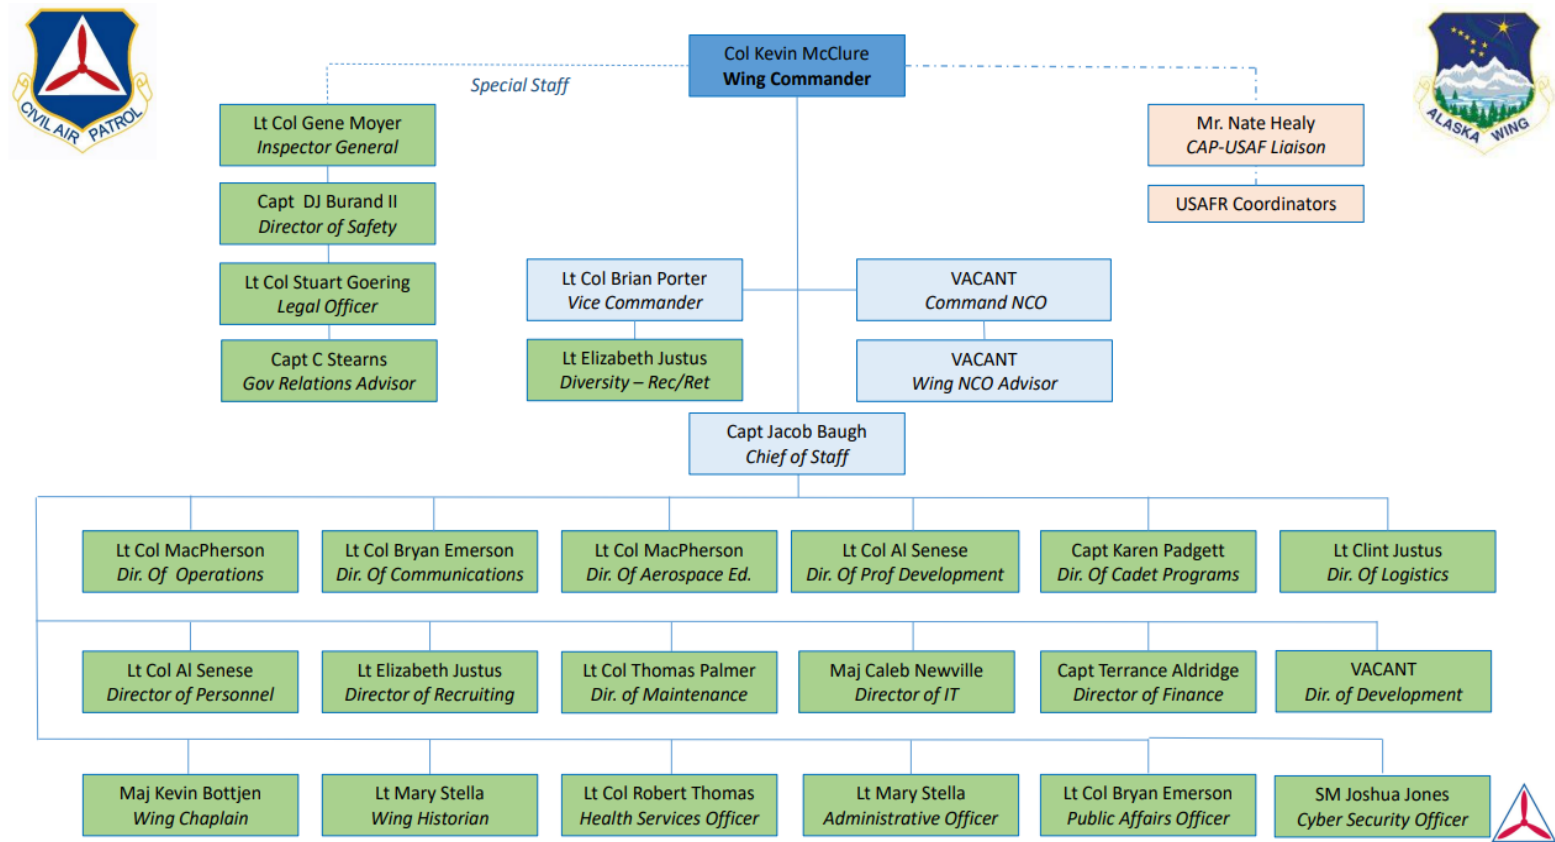 CIVIL AIR PATROL
Col Kevin McClure
Wing Commander
ALASKA WING
Special Staff
Lt Col Gene Moyer
Inspector General
Mr. Nate Healy
CAP-USAF Liaison
Capt  DJ Burand II
Director of Safety
USAFR Coordinators
Lt Col Stuart Goering
Legal Officer
Lt Col Brian Porter
Vice Commander
VACANT
Command NCO
Capt C Stearns
Gov Relations Advisor
Lt Elizabeth Justus
Diversity – Rec/Ret
VACANT
Wing NCO Advisor
Capt Jacob Baugh
Chief of Staff
Lt Col MacPherson
Dir. Of  Operations
Lt Col Bryan Emerson
Dir. Of Communications
Lt Col MacPherson
Dir. Of Aerospace Ed.
Lt Col Al Senese
Dir. Of Prof Development
Capt Karen Padgett
Dir. Of Cadet Programs
Lt Clint Justus
Dir. Of Logistics
Lt Col Al Senese
Director of Personnel
Lt Elizabeth Justus
Director of Recruiting
Lt Col Thomas Palmer
Dir. of Maintenance
Maj Caleb Newville
Director of IT
Capt Terrance Aldridge
Director of Finance
VACANT
Dir. of Development
Maj Kevin Bottjen
Wing Chaplain
Lt Mary Stella
Wing Historian
Lt Col Robert Thomas
Health Services Officer
Lt Mary Stella
Administrative Officer
Lt Col Bryan Emerson
Public Affairs Officer
SM Joshua Jones
Cyber Security Officer